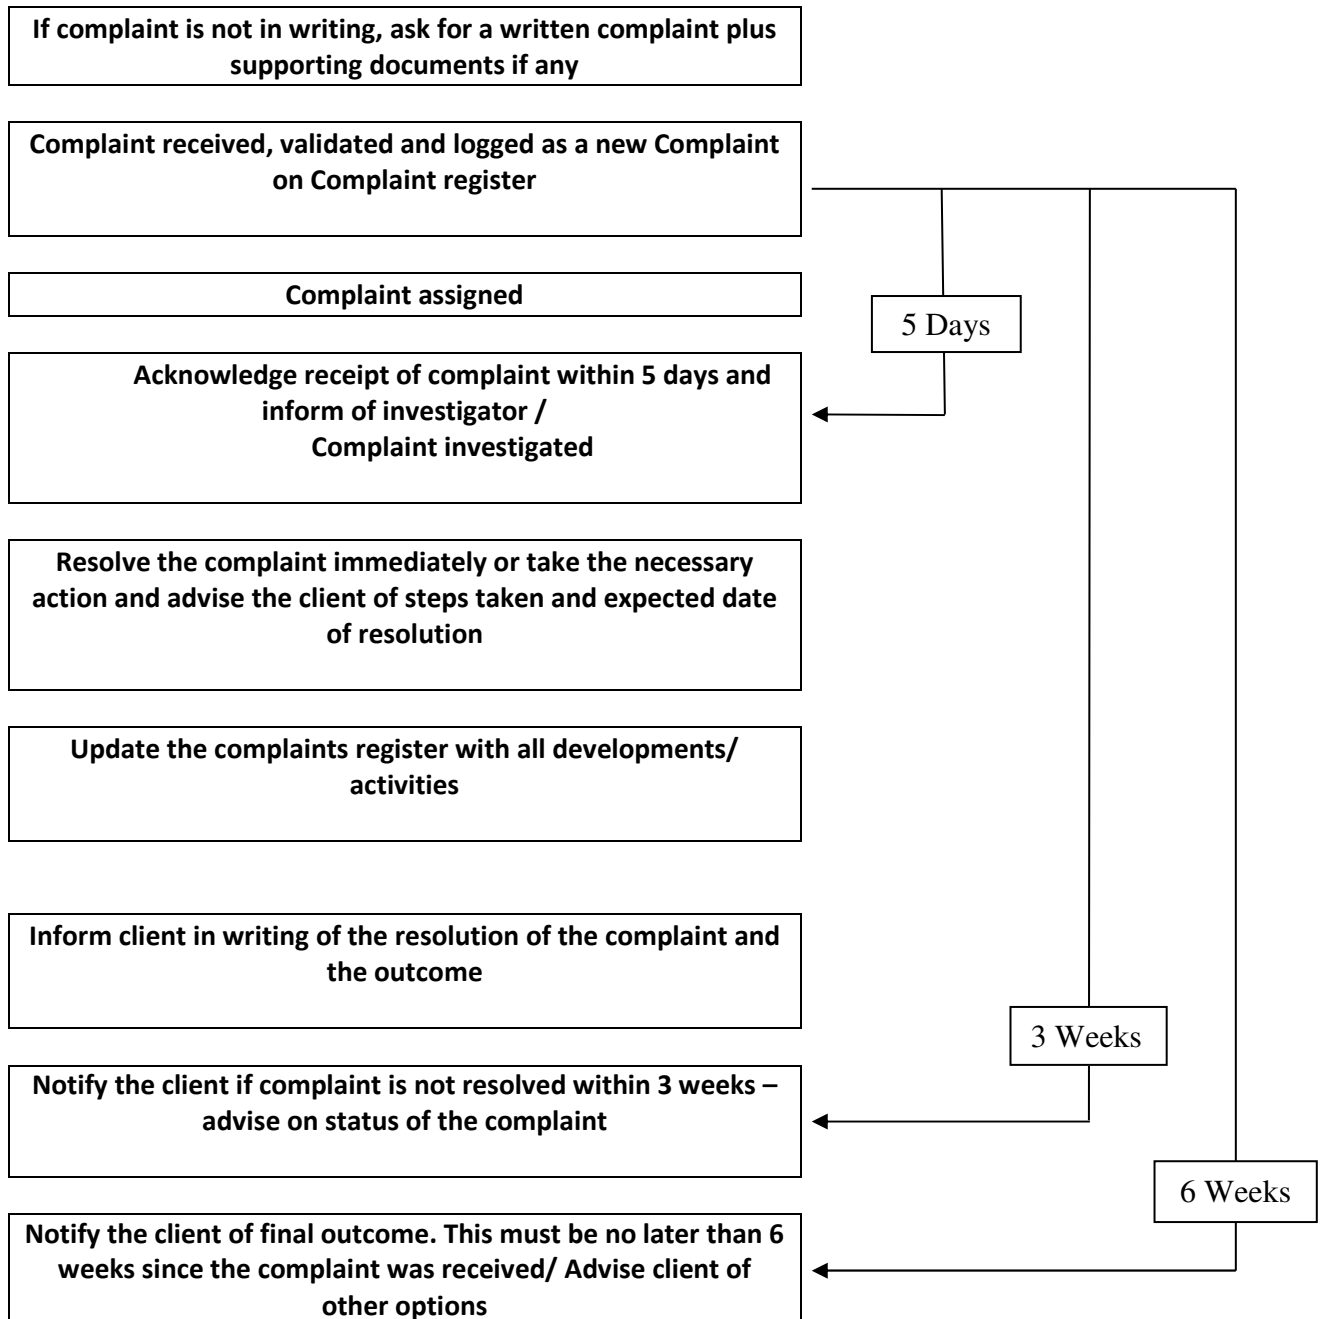 If complaint is not in writing, ask for a written complaint plus
supporting documents if any
Complaint received, validated and logged as a new Complaint
on Complaint register
Complaint assigned
5 Days
Acknowledge receipt of complaint within 5 days and
inform of investigator /
Complaint investigated
Resolve the complaint immediately or take the necessary
action and advise the client of steps taken and expected date
of resolution
Update the complaints register with all developments/
activities
Inform client in writing of the resolution of the complaint and
the outcome
3 Weeks
Notify the client if complaint is not resolved within 3 weeks –
advise on status of the complaint
6 Weeks
Notify the client of final outcome. This must be no later than 6
weeks since the complaint was received/ Advise client of
other options